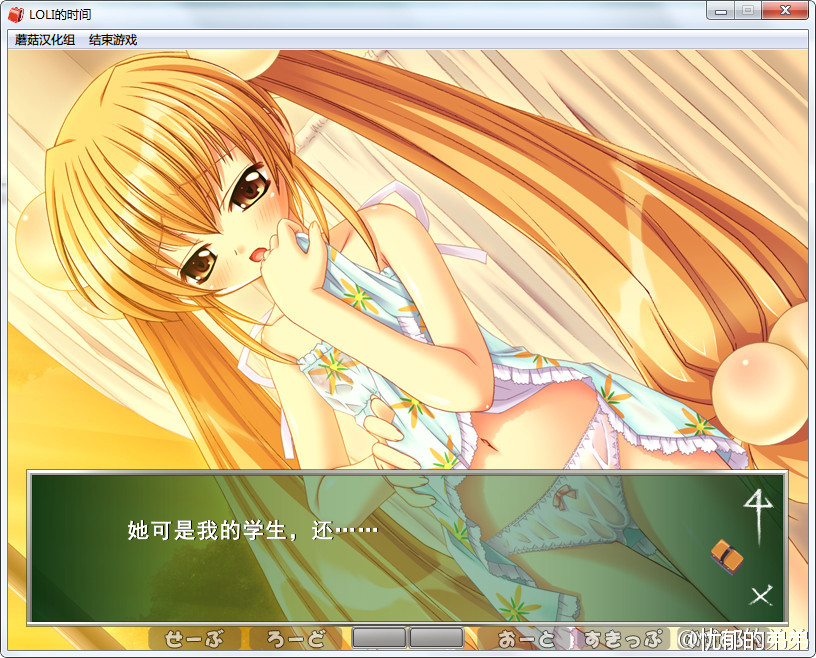 LOLI的时间
蘑菇汉化组 结束游戏
她可是我的学生，还……
せーぶ ろーど おーと すきっぷ @忧郁的弟弟